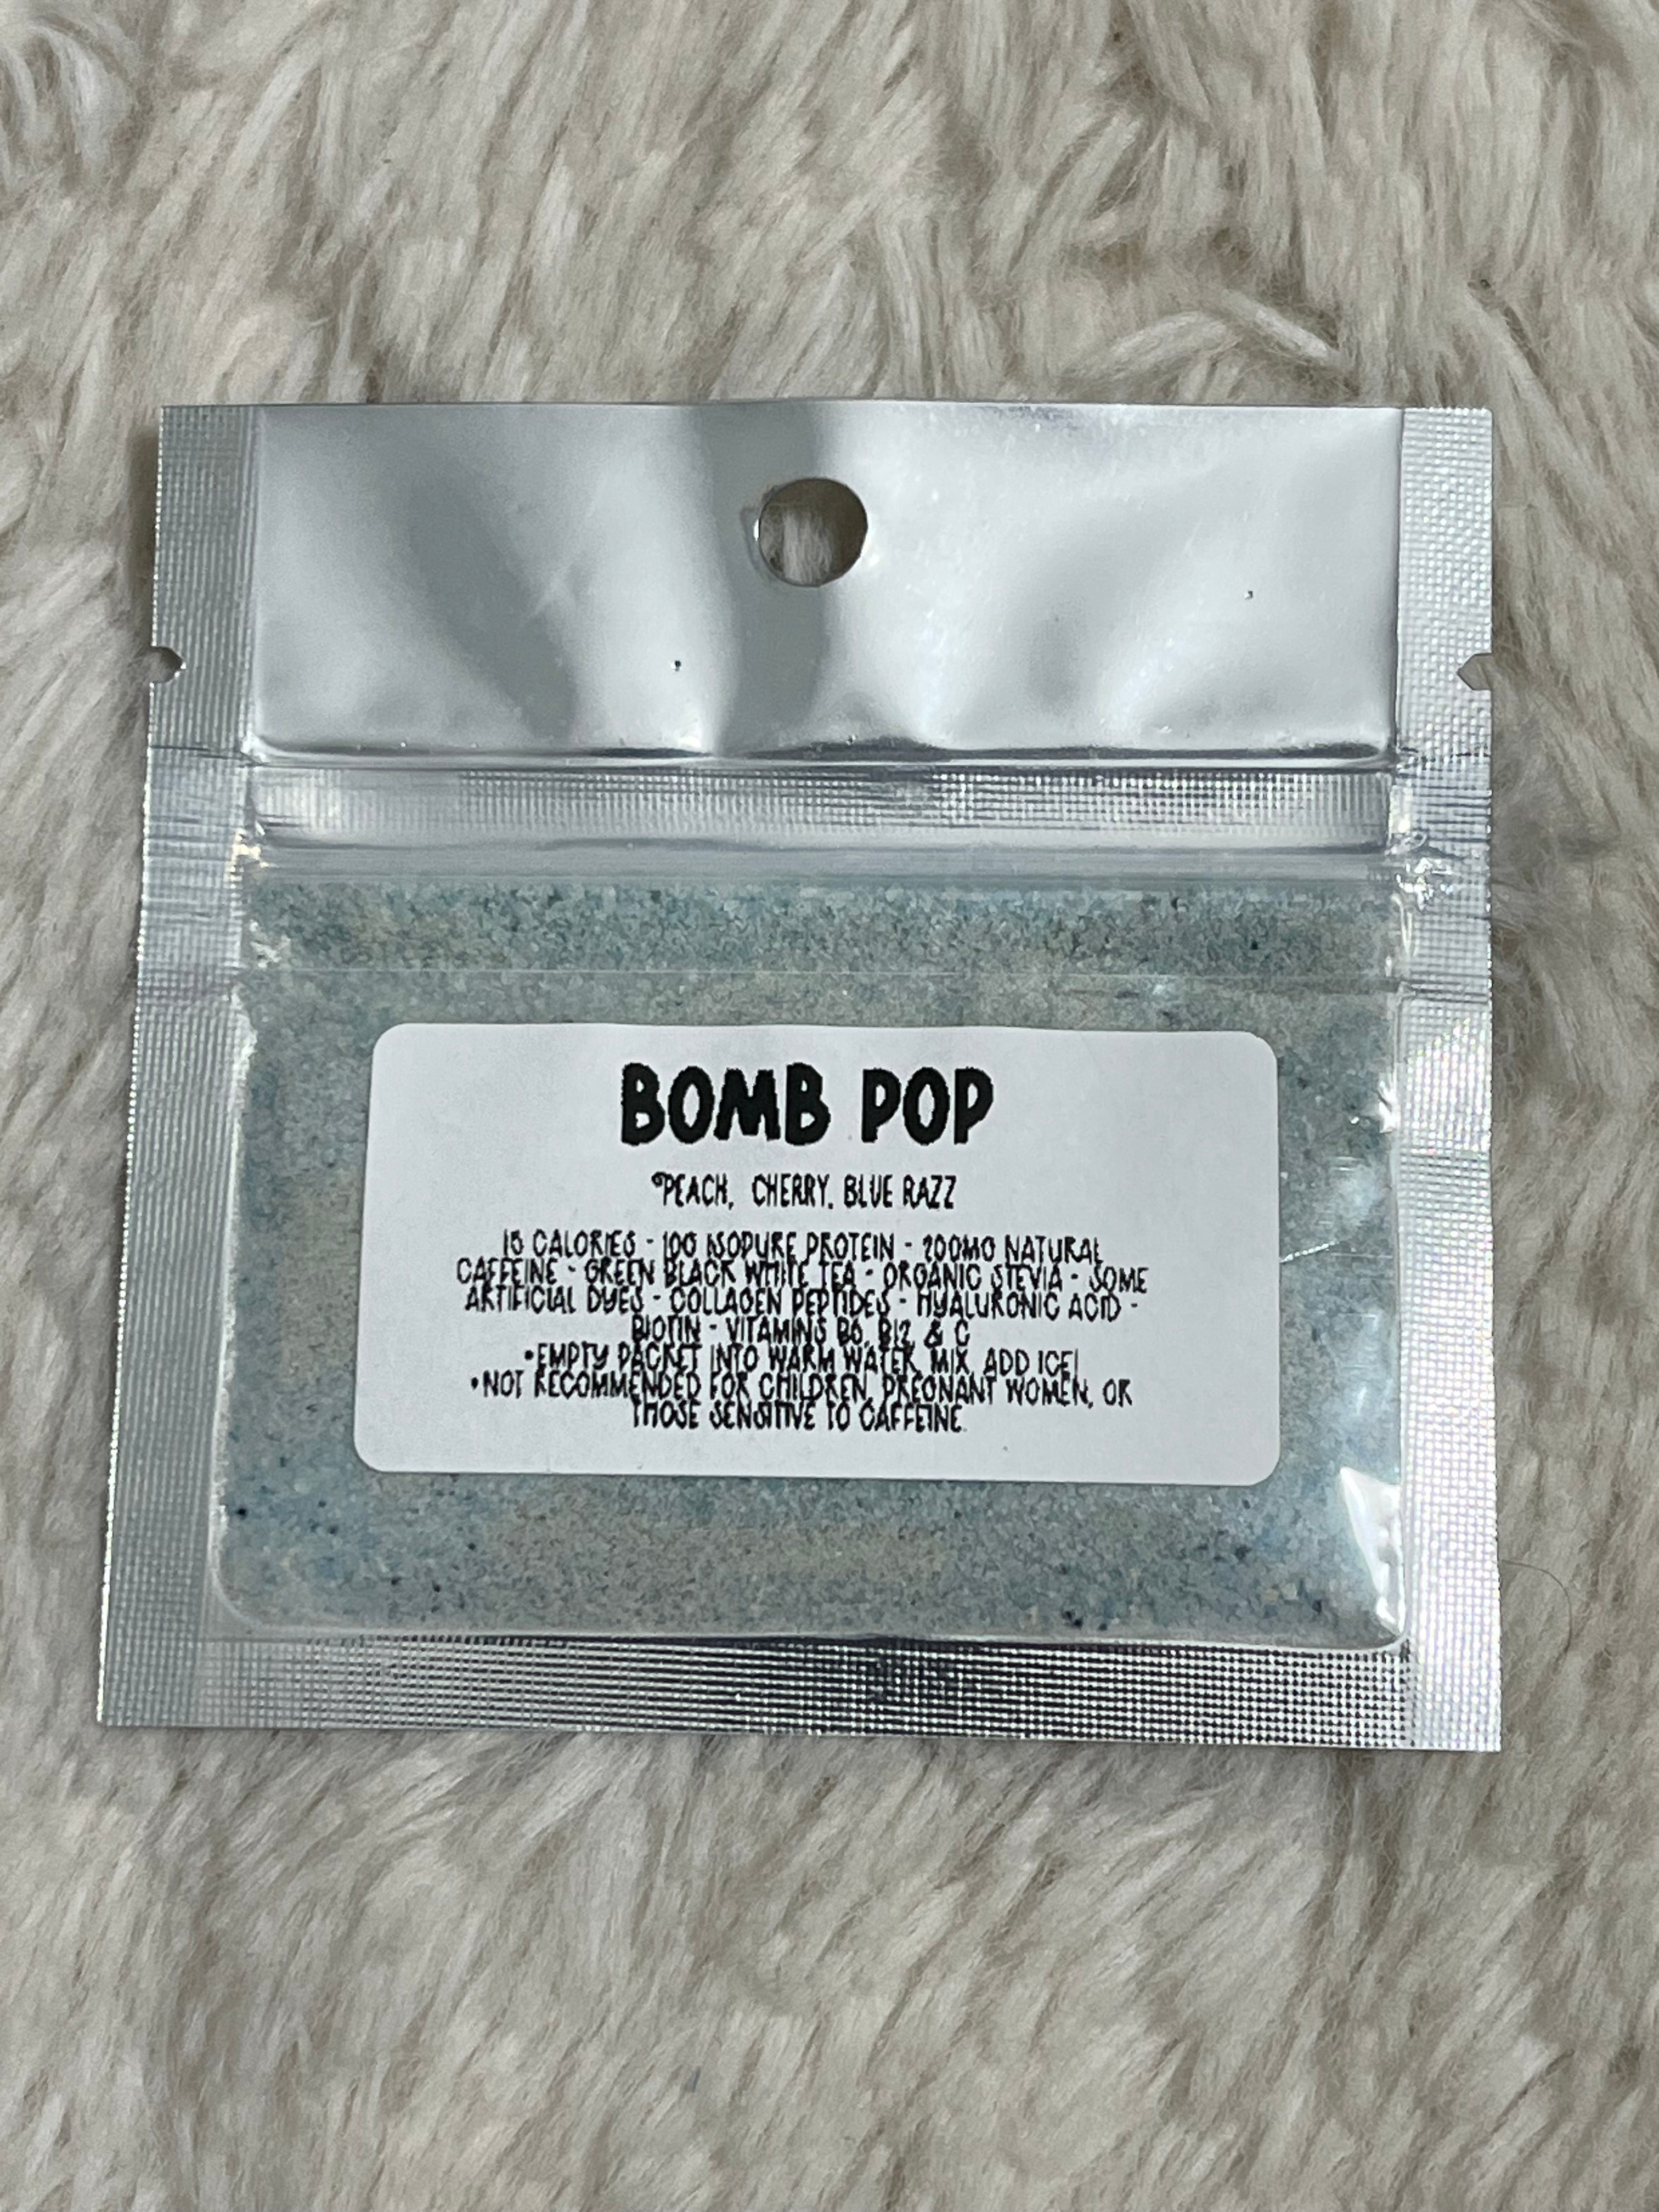 BOMB POP
*PEACH, CHERRY, BLUE RAZZ
15 CALORIES - 10G ISOPURE PROTEIN - 200MG NATURAL
CAFFEINE - GREEN BLACK WHITE TEA - ORGANIC STEVIA - SOME
ARTIFICIAL DYES - COLLAGEN PEPTIDES - HYALURONIC ACID -
BIOTIN - VITAMINS B6, B12, & C
•EMPTY PACKET INTO WARM WATER, MIX, ADD ICE!
•NOT RECOMMENDED FOR CHILDREN, PREGNANT WOMEN, OR
THOSE SENSITIVE TO CAFFEINE.